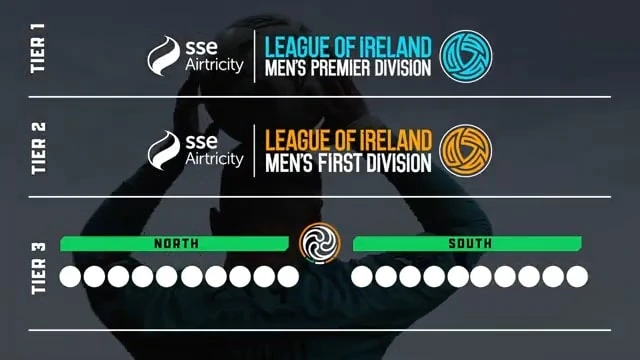 TIER 1
sse
Airtricity
LEAGUE OF IRELAND
MEN'S PREMIER DIVISION
TIER 2
sse
Airtricity
LEAGUE OF IRELAND
MEN'S FIRST DIVISION
TIER 3
NORTH
SOUTH